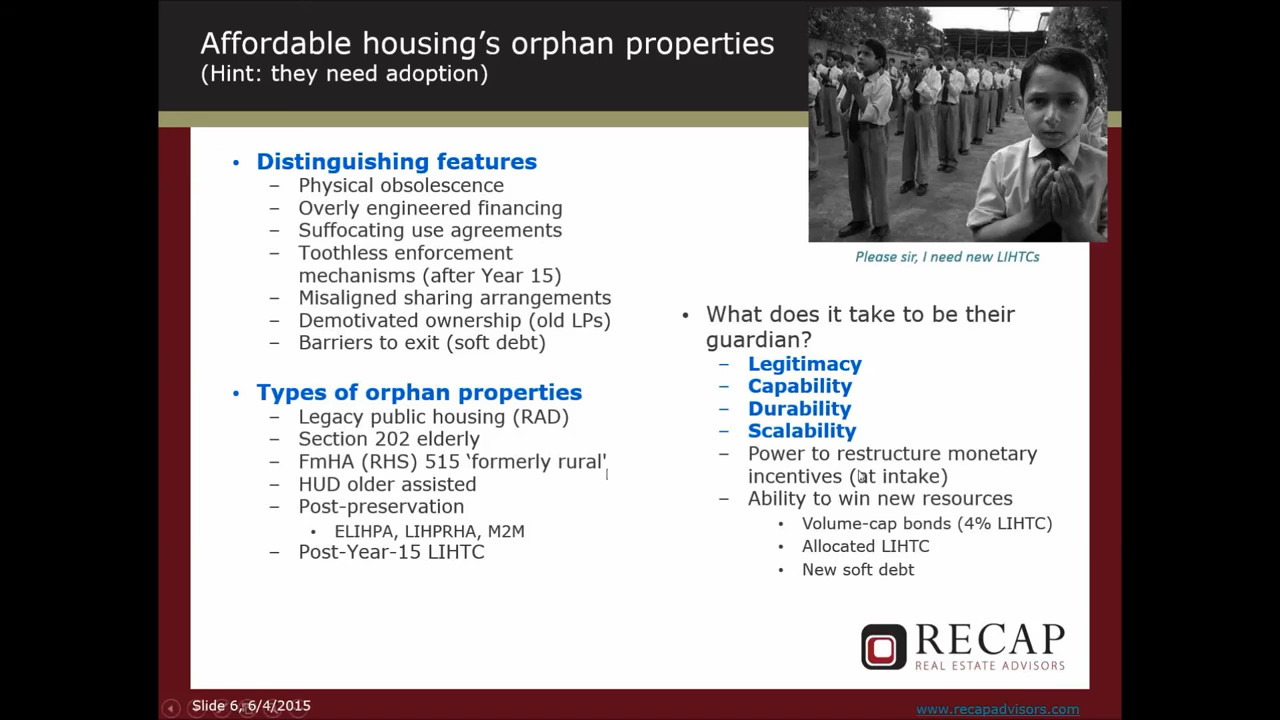 Affordable housing's orphan properties
(Hint: they need adoption)
• Distinguishing features
– Physical obsolescence
– Overly engineered financing
– Suffocating use agreements
– Toothless enforcement
mechanisms (after Year 15)
– Misaligned sharing arrangements
– Demotivated ownership (old LPs)
– Barriers to exit (soft debt)
• Types of orphan properties
– Legacy public housing (RAD)
– Section 202 elderly
– FmHA (RHS) 515 ‘formerly rural'
– HUD older assisted
– Post-preservation
• ELIHPA, LIHPRHA, M2M
– Post-Year-15 LIHTC
Please sir, I need new LIHTCs
• What does it take to be their
guardian?
– Legitimacy
– Capability
– Durability
– Scalability
– Power to restructure monetary
incentives (at intake)
– Ability to win new resources
• Volume-cap bonds (4% LIHTC)
• Allocated LIHTC
• New soft debt
RECAP
REAL ESTATE ADVISORS
Slide 6, 6/4/2015
www.recapadvisors.com